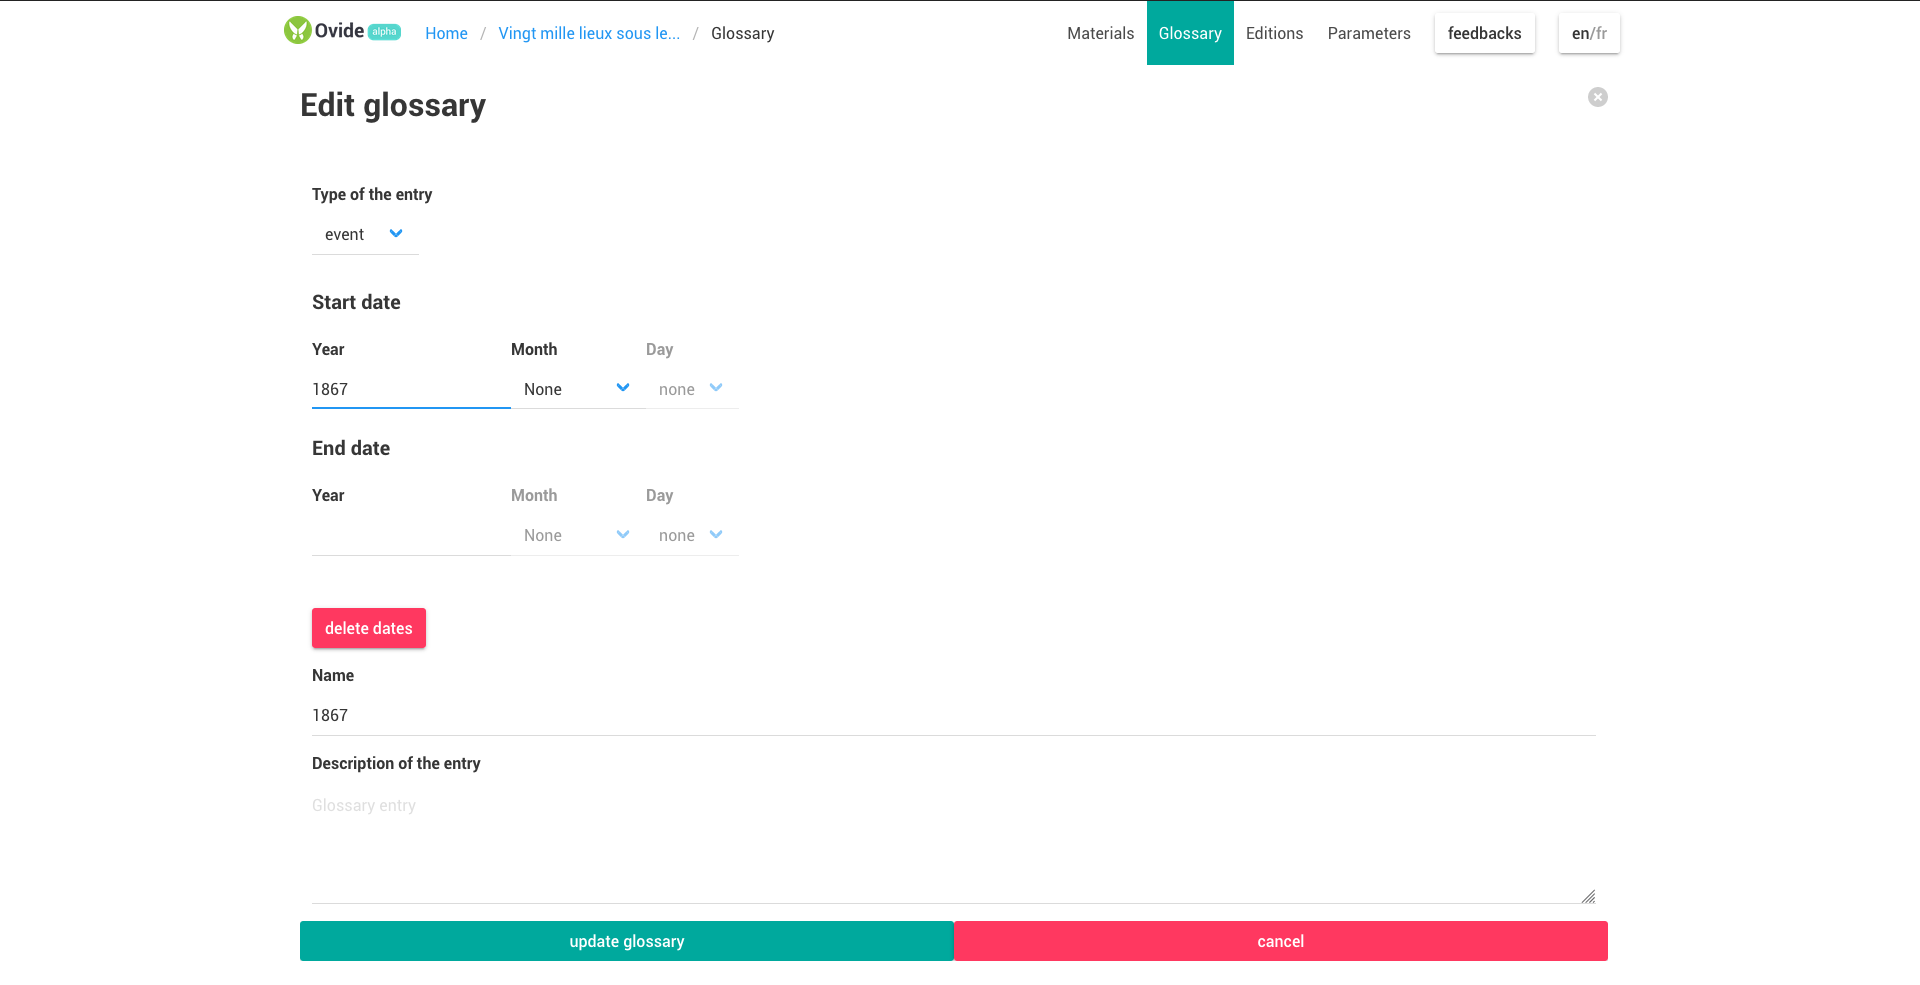 Ovide alpha Home / Vingt mille lieux sous le... / Glossary Materials Glossary Editions Parameters feedbacks en/fr
Edit glossary
Type of the entry
event
Start date
Year Month Day
1867 None none
End date
Year Month Day
None none
delete dates
Name
1867
Description of the entry
Glossary entry
update glossary cancel